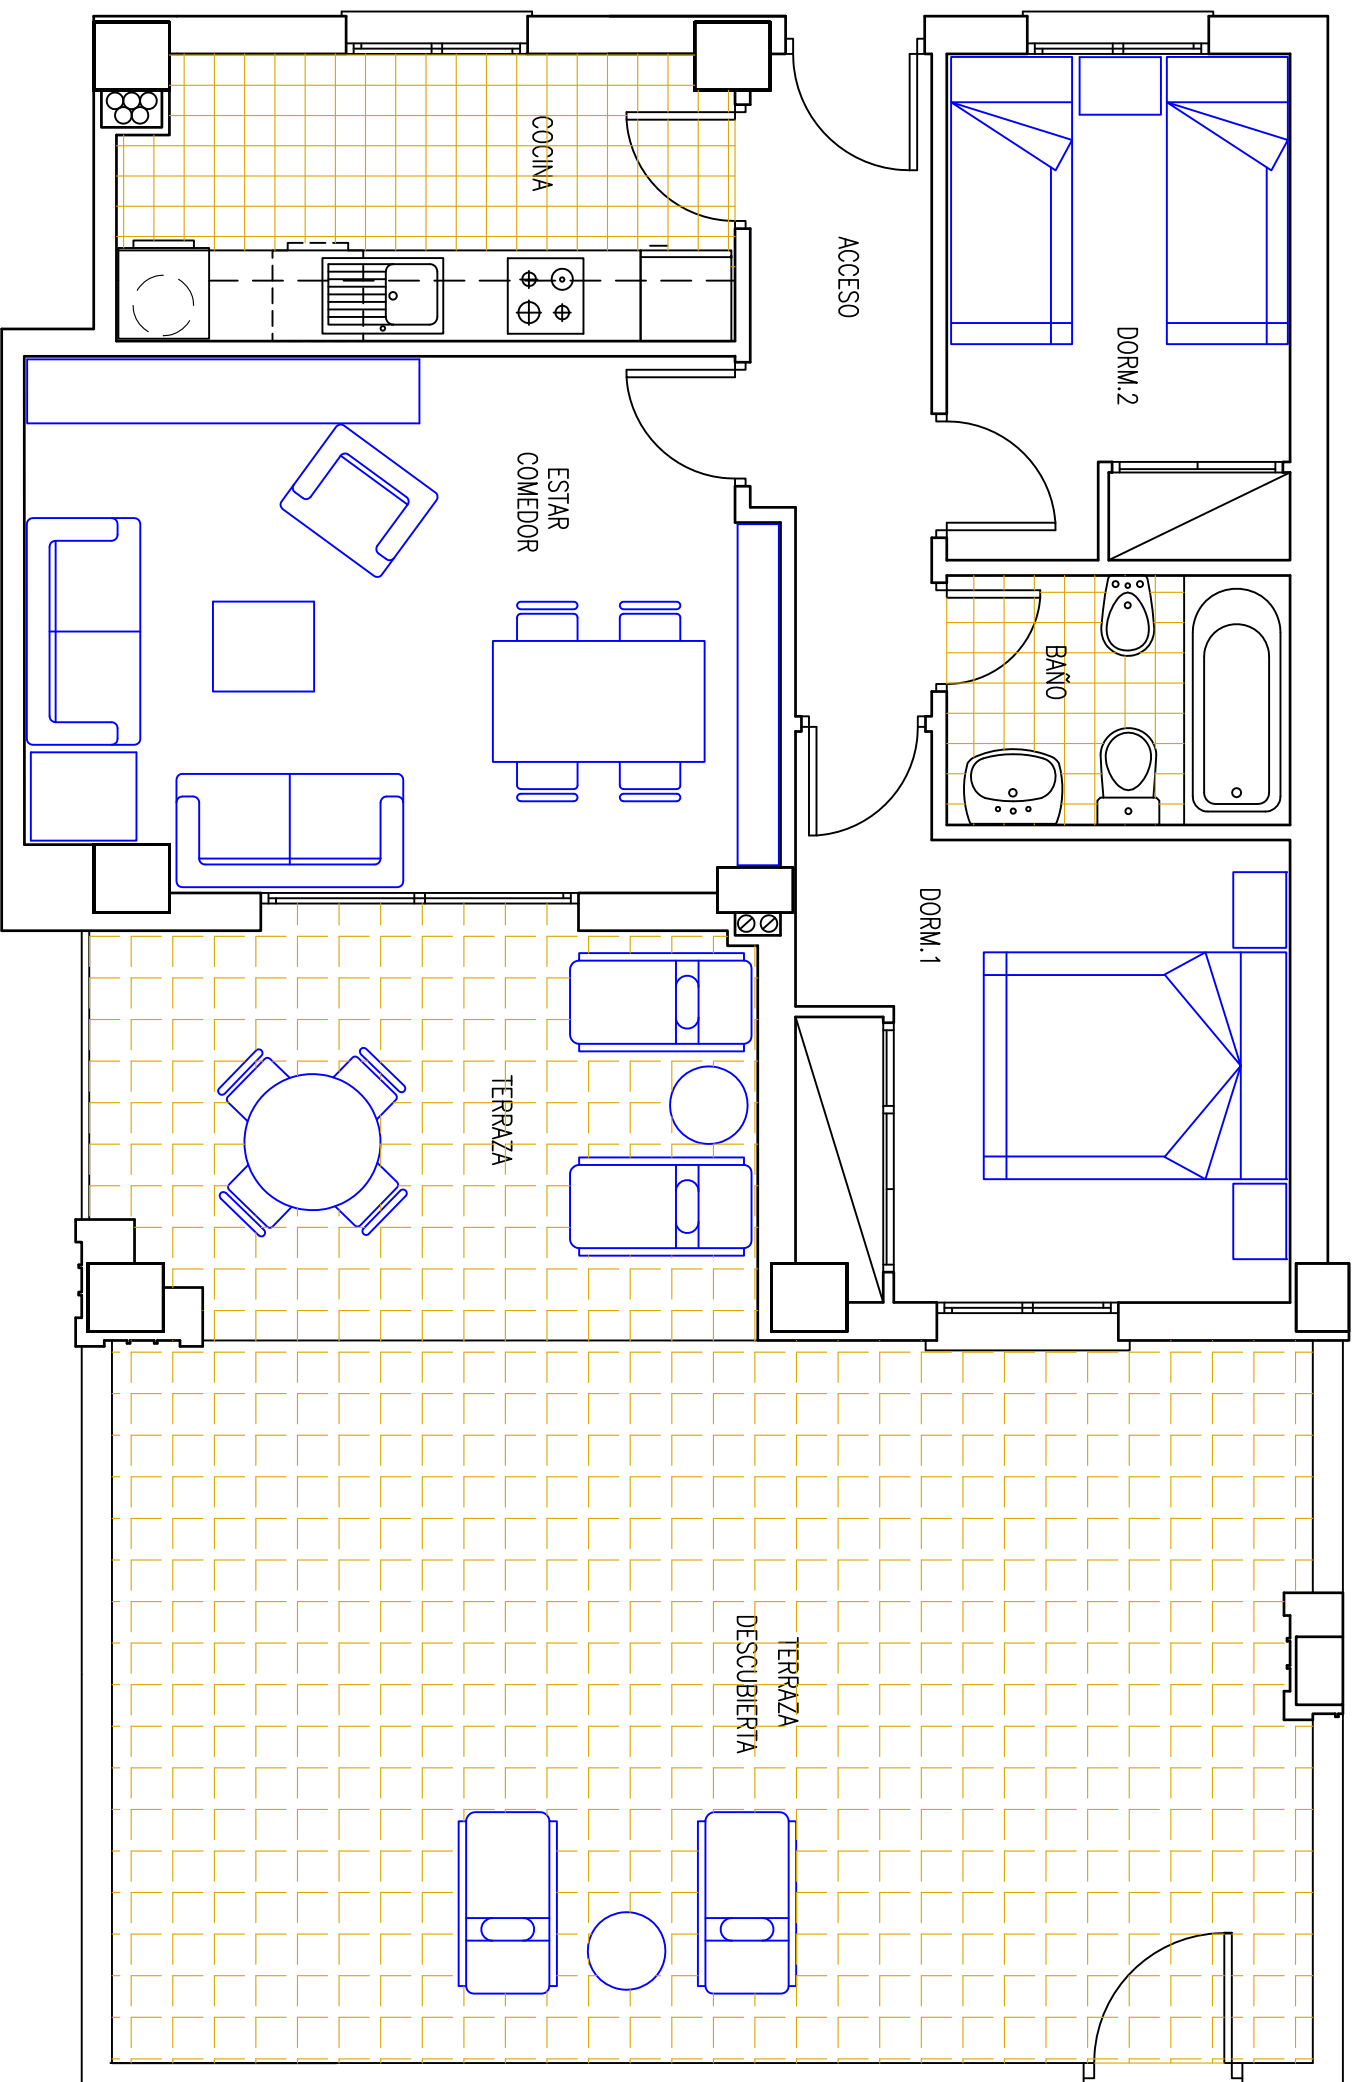 COCINA
ACCESO
DORM.2
ESTAR
COMEDOR
BAÑO
DORM.1
TERRAZA
TERRAZA
DESCUBIERTA